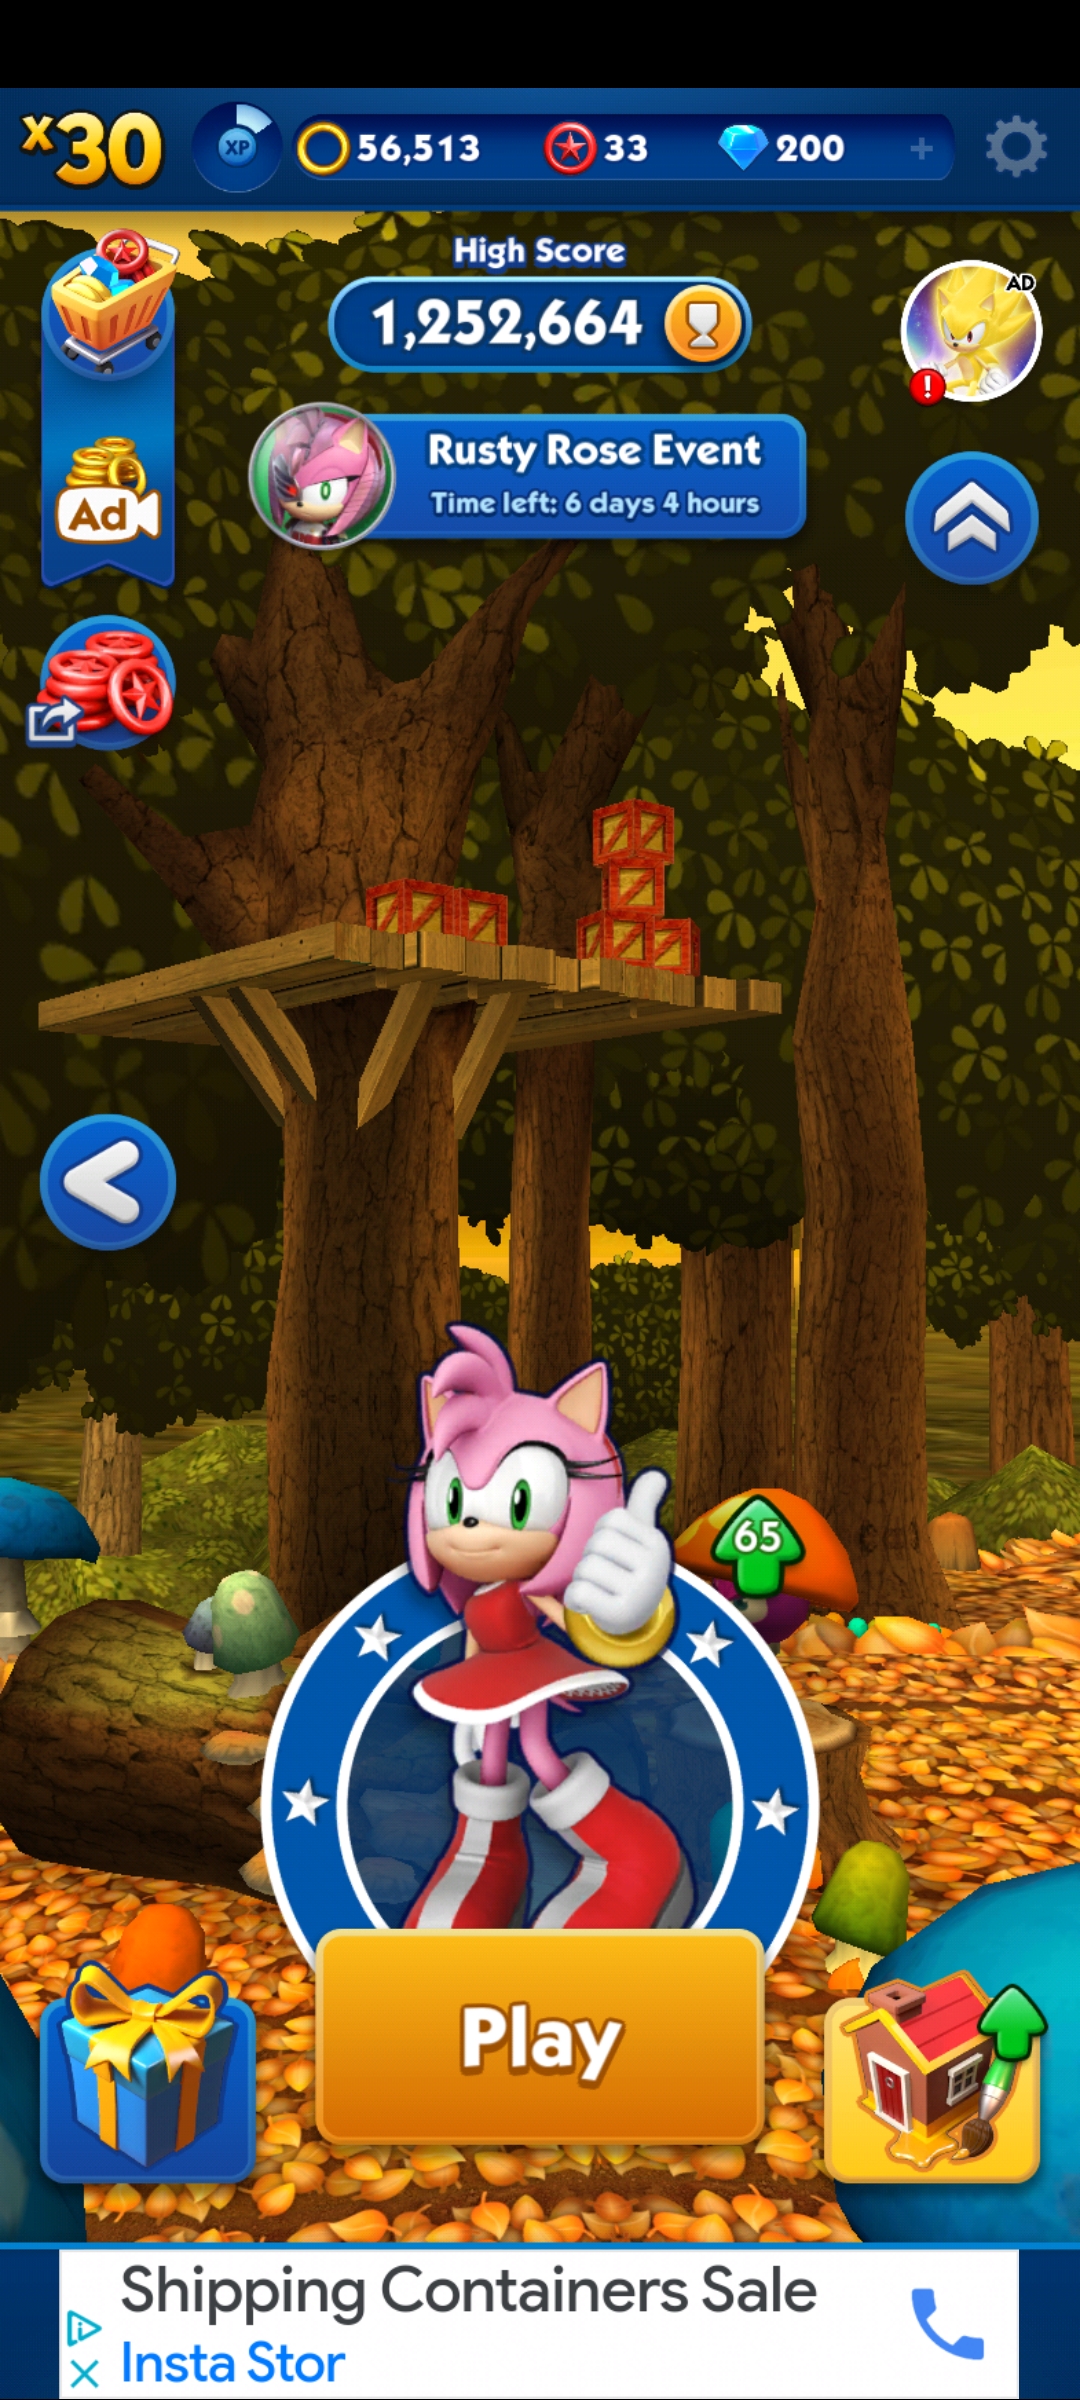 x30
XP
56,513
33
200
+
High Score
1,252,664
AD
!
Rusty Rose Event
Time left: 6 days 4 hours
Ad
65
Play
Shipping Containers Sale
Insta Stor